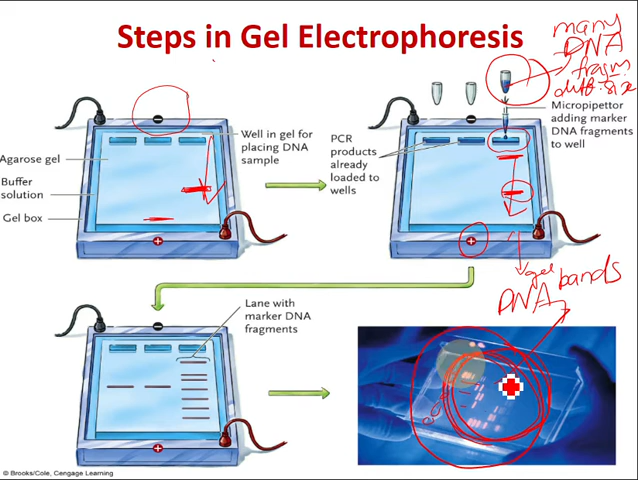 Steps in Gel Electrophoresis
many
DNA
fragm
diff. size
Well in gel for
placing DNA
sample
Agarose gel
Buffer
solution
Gel box
PCR
products
already
loaded to
wells
Micropipettor
adding marker
DNA fragments
to well
gel
DNA bands
Lane with
marker DNA
fragments
© Brooks/Cole, Cengage Learning